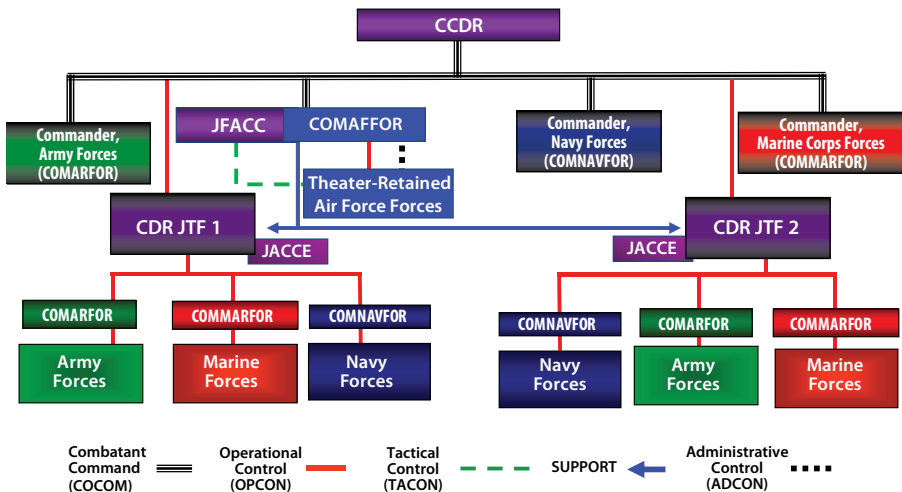 CCDR
Commander,
Army Forces
(COMARFOR)
JFACC
COMAFFOR
Commander,
Navy Forces
(COMNAVFOR)
Commander,
Marine Corps Forces
(COMMARFOR)
Theater-Retained
Air Force Forces
CDR JTF 1
JACCE
CDR JTF 2
JACCE
COMARFOR
COMMARFOR
COMNAVFOR
COMNAVFOR
COMARFOR
COMMARFOR
Army
Forces
Marine
Forces
Navy
Forces
Navy
Forces
Army
Forces
Marine
Forces
Combatant
Command
(COCOM)
Operational
Control
(OPCON)
Tactical
Control
(TACON)
SUPPORT
Administrative
Control
(ADCON)